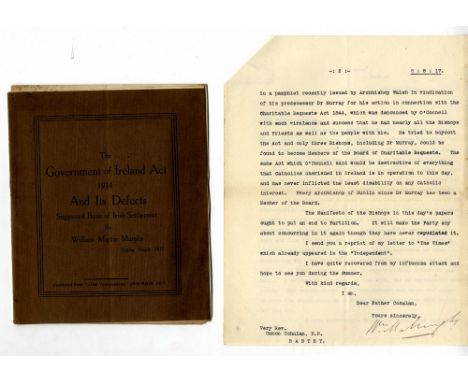 The
Government of Ireland Act
1914
And Its Defects
Suggested Basis of Irish Settlement
By
William Martin Murphy
Dublin, March 1917
-: 2 :-
8 : 5 : 17.
in a pamphlet recently issued by Archbishop Walsh in vindication
of his predecessor Dr Murray for his action in connection with the
Charitable Bequests Act 1844, which was denounced by O'Connell
with such virulence and success that he had nearly all the Bishops
and Priests as well as the people with him. He tried to boycott
the Act and only three Bishops, including Dr Murray, could be
found to become Members of the Board of Charitable Bequests. The
same Act which O'Connell said would be destructive of everything
that Catholics cherished in Ireland is in operation to this day,
and has never inflicted the least disability on any Catholic
interest. Every Archbishop of Dublin since Dr Murray has been a
Member of the Board.
The Manifesto of the Bishops in this day's papers
ought to put an end to Partition. It will make the Party shy
about concurring in it again though they have never repudiated it.
I send you a reprint of my letter to "The Times"
which already appeared in the "Independent".
I have quite recovered from my influenza attack and
hope to see you during the Summer.
With kind regards,
I am,
Dear Father Cohalan,
Yours sincerely,
Wm M Murphy
Very Rev.
Canon Cohalan, P.P.
BANTRY.